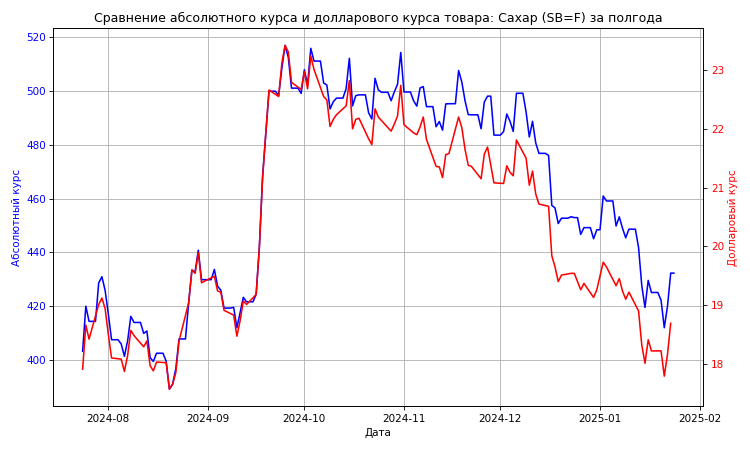 Сравнение абсолютного курса и долларового курса товара: Сахар (SB=F) за полгода
520
500
480
460
440
420
400
Абсолютный курс
23
22
21
20
19
18
Долларовый курс
2024-08 2024-09 2024-10 2024-11 2024-12 2025-01 2025-02
Дата